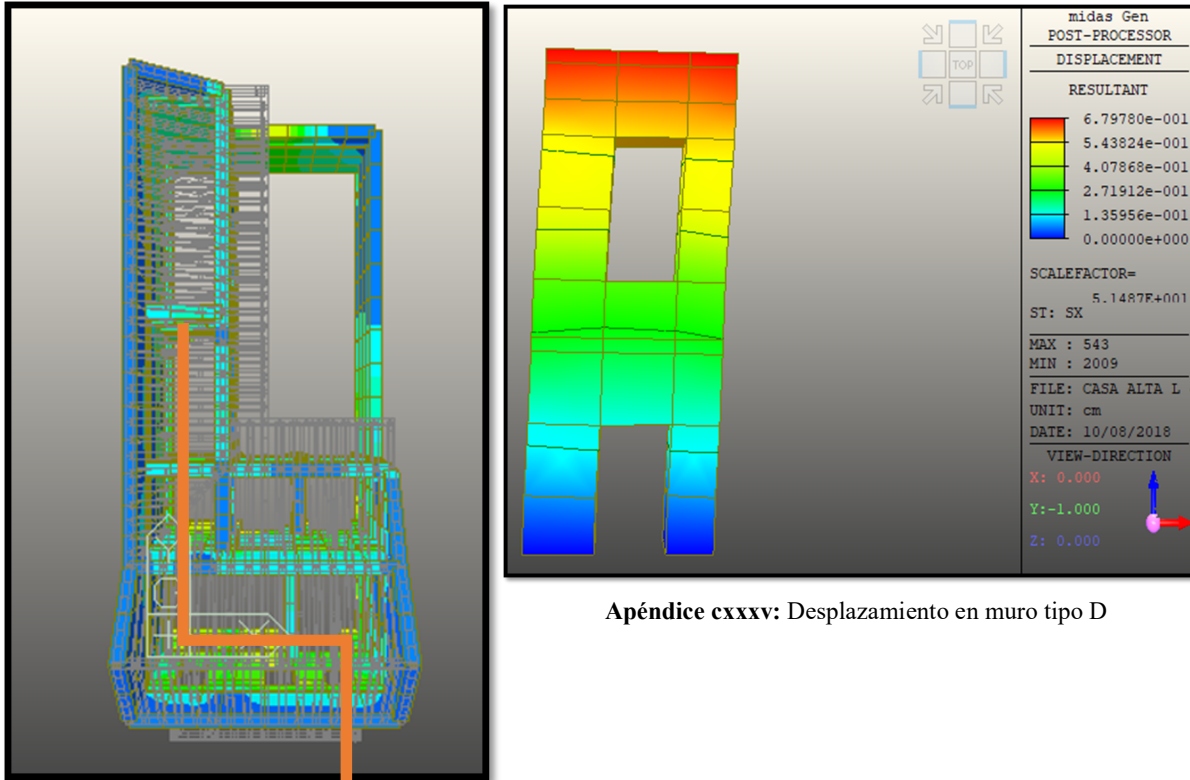 midas Gen
POST-PROCESSOR
DISPLACEMENT
RESULTANT
6.79780e-001
5.43824e-001
4.07868e-001
2.71912e-001
1.35956e-001
0.00000e+000
SCALEFACTOR=
5.1487E+001
ST: SX
MAX : 543
MIN : 2009
FILE: CASA ALTA L
UNIT: cm
DATE: 10/08/2018
VIEW-DIRECTION
X: 0.000
Y:-1.000
Z: 0.000
TOP
Apéndice cxxxv: Desplazamiento en muro tipo D